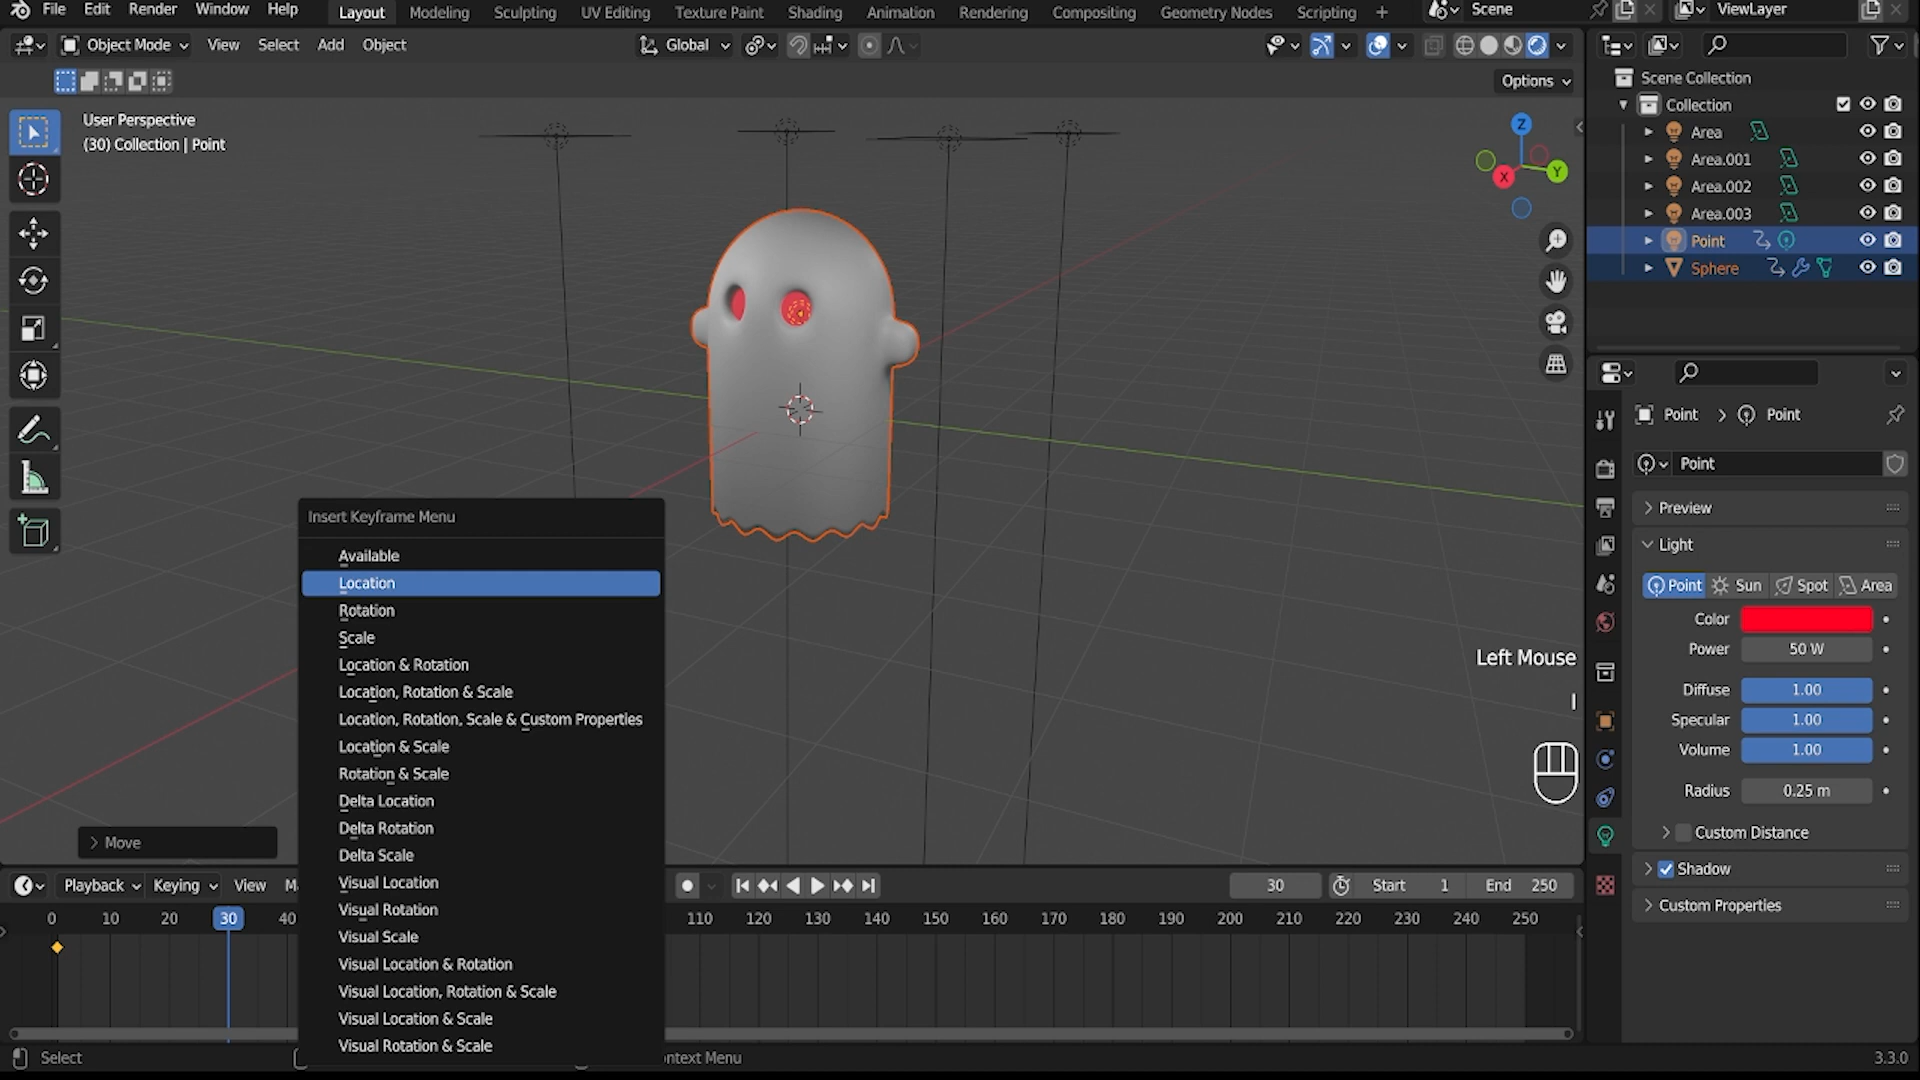 File Edit Render Window Help Layout Modeling Sculpting UV Editing Texture Paint Shading Animation Rendering Compositing Geometry Nodes Scripting + Scene ViewLayer
Object Mode View Select Add Object Global
Options
User Perspective
(30) Collection | Point
Z
Y
X
Scene Collection
Collection
Area
Area.001
Area.002
Area.003
Point
Sphere
Point > Point
Point
Preview
Light
Point Sun Spot Area
Color
Power 50 W
Diffuse 1.00
Specular 1.00
Volume 1.00
Radius 0.25 m
Custom Distance
Shadow
Custom Properties
Left Mouse
I
Insert Keyframe Menu
Available
Location
Rotation
Scale
Location & Rotation
Location, Rotation & Scale
Location, Rotation, Scale & Custom Properties
Location & Scale
Rotation & Scale
Delta Location
Delta Rotation
Delta Scale
Visual Location
Visual Rotation
Visual Scale
Visual Location & Rotation
Visual Location, Rotation & Scale
Visual Location & Scale
Visual Rotation & Scale
Move
Playback Keying View Ma 30 Start 1 End 250
0 10 20 30 40 110 120 130 140 150 160 170 180 190 200 210 220 230 240 250
Select ntext Menu 3.3.0